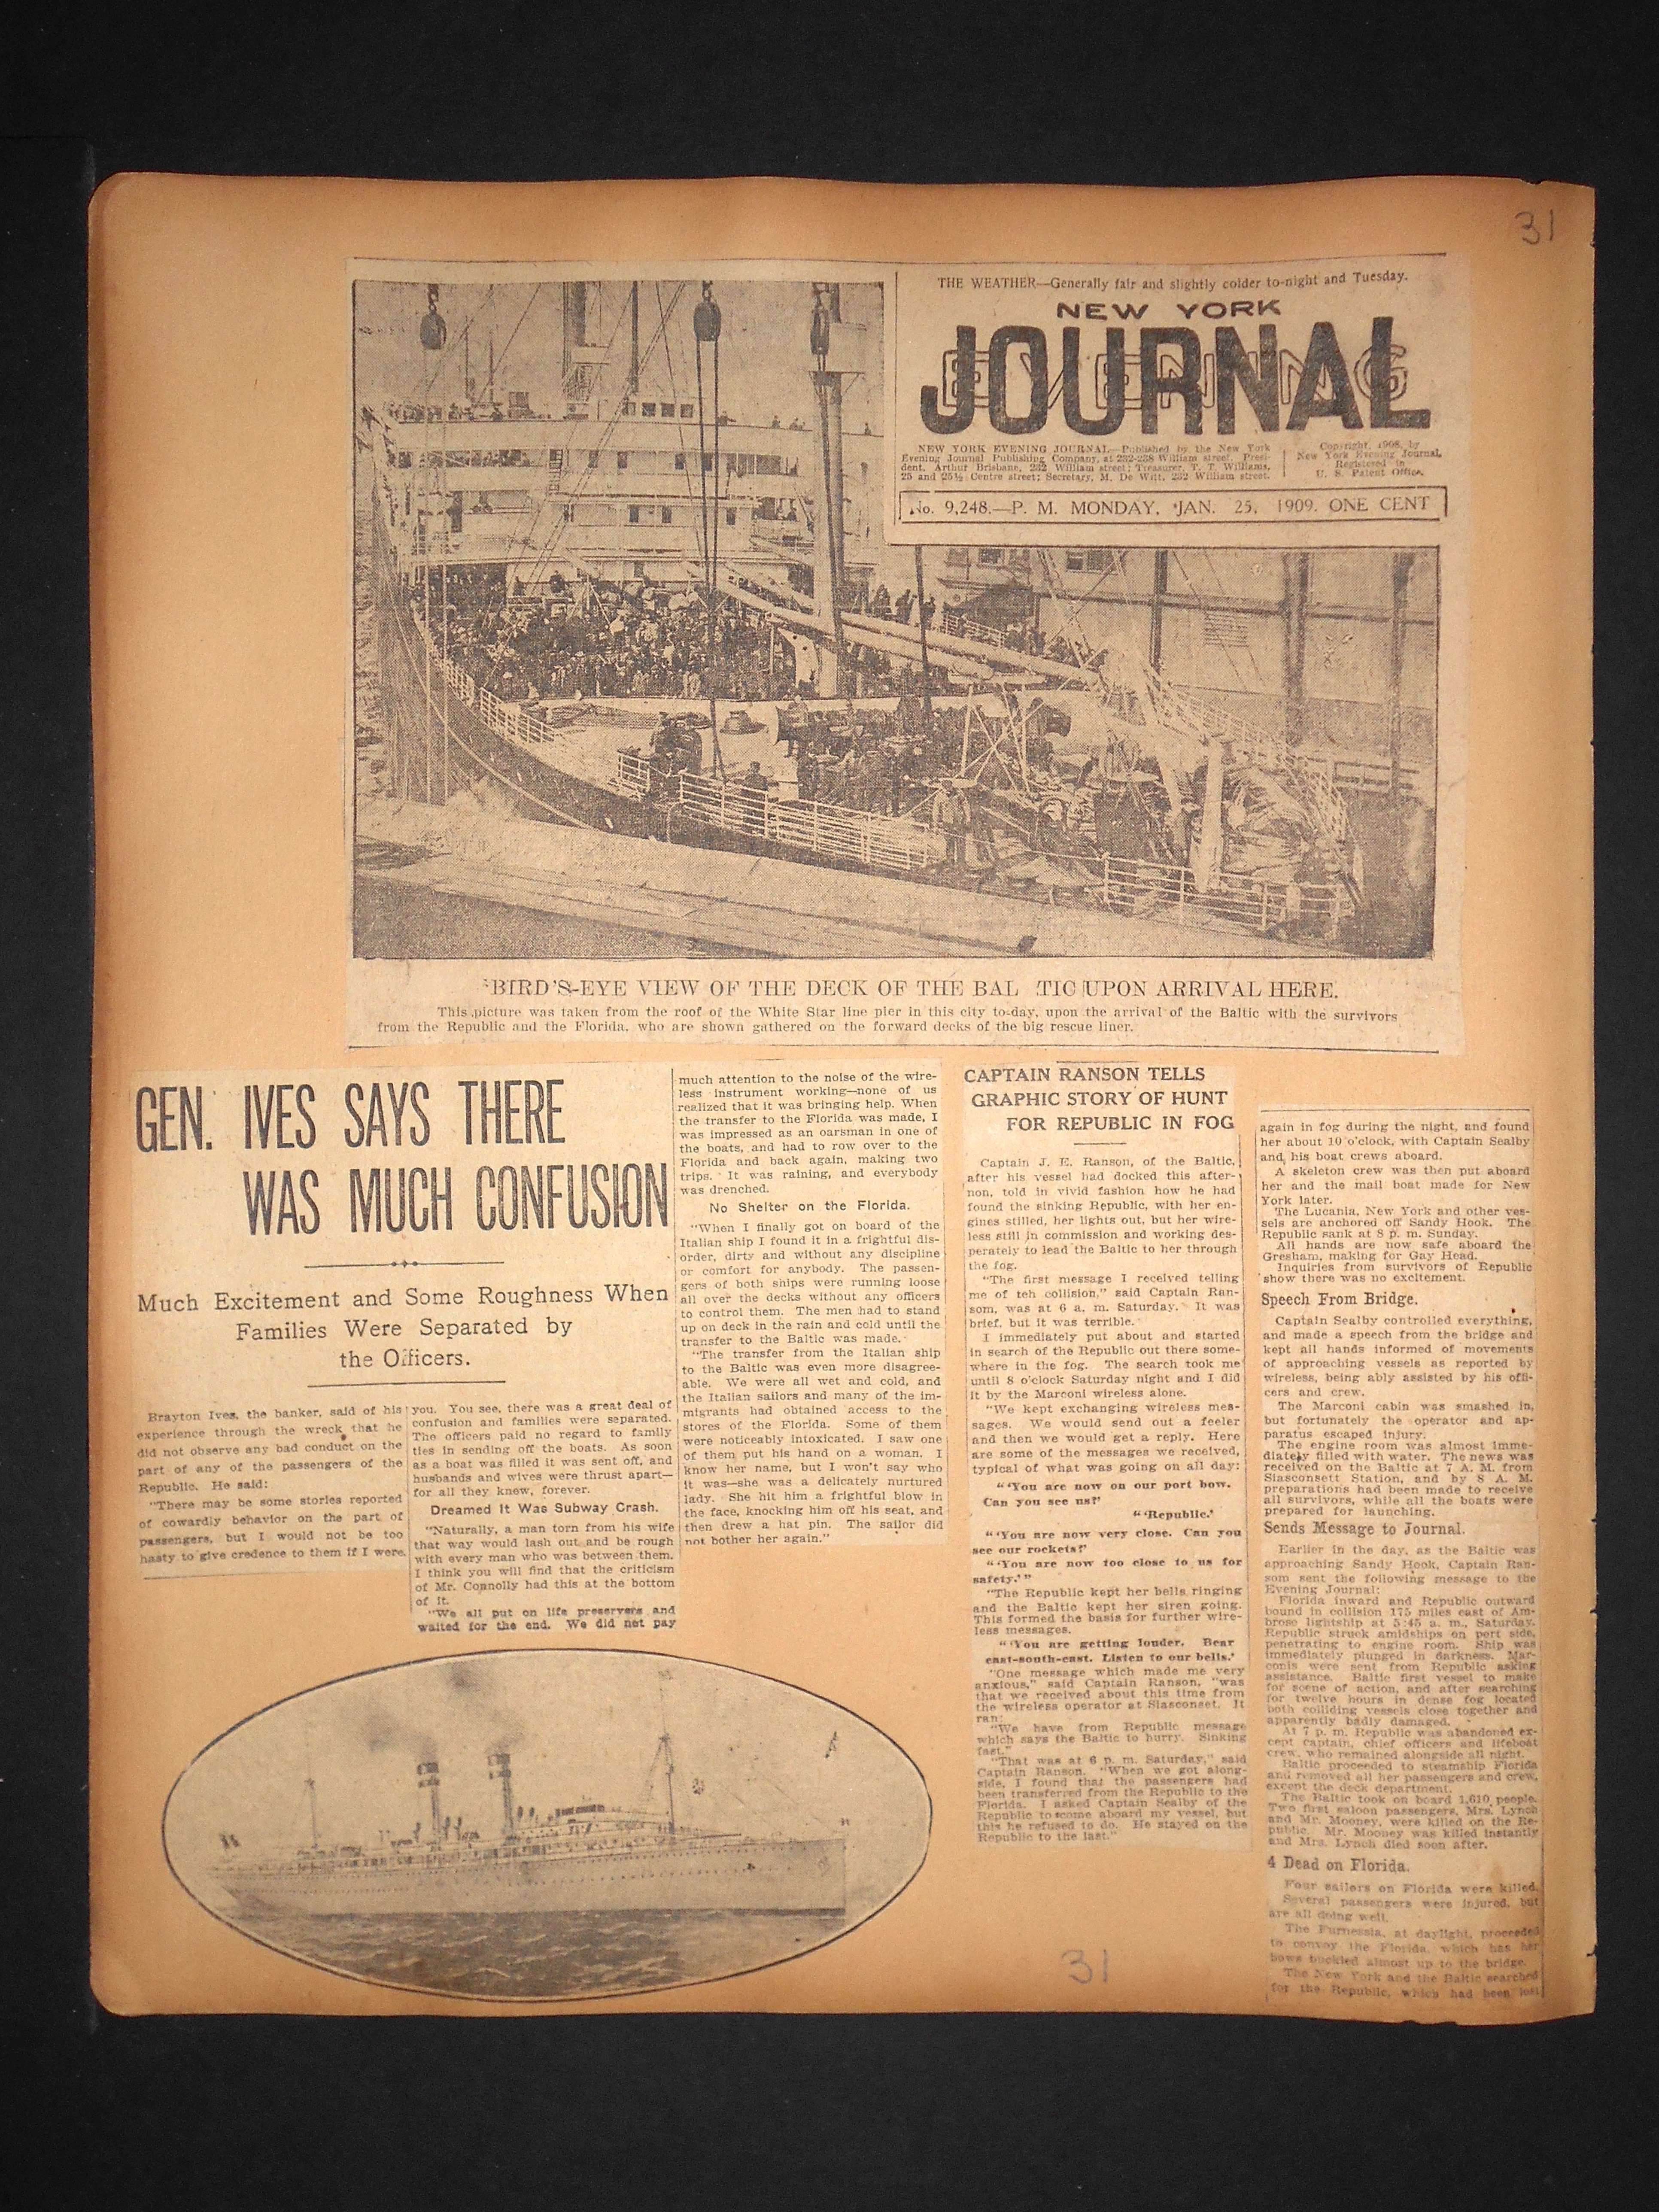 31
THE WEATHER—Generally fair and slightly colder to-night and Tuesday.
NEW YORK
EVENING
JOURNAL
NEW YORK EVENING JOURNAL—Published by the New York
Evening Journal Publishing Company, at 232-238 William street. Presi-
dent, Arthur Brisbane, 232 William street; Treasurer, T. T. Williams,
25 and 25½ Centre street; Secretary, M. De Witt, 232 William street.
Copyright, 1908, by
New York Evening Journal.
Registered in
U. S. Patent Office.
No. 9,248.—P. M. MONDAY, JAN. 25, 1909. ONE CENT
BIRD'S-EYE VIEW OF THE DECK OF THE BAL TIC UPON ARRIVAL HERE.
This picture was taken from the roof of the White Star line pier in this city to-day, upon the arrival of the Baltic with the survivors
from the Republic and the Florida, who are shown gathered on the forward decks of the big rescue liner.
GEN. IVES SAYS THERE
WAS MUCH CONFUSION
Much Excitement and Some Roughness When
Families Were Separated by
the Officers.
Brayton Ives, the banker, said of his
experience through the wreck that he
did not observe any bad conduct on the
part of any of the passengers of the
Republic. He said:
"There may be some stories reported
of cowardly behavior on the part of
passengers, but I would not be too
hasty to give credence to them if I were
you. You see, there was a great deal of
confusion and families were separated.
The officers paid no regard to family
ties in sending off the boats. As soon
as a boat was filled it was sent off, and
husbands and wives were thrust apart—
for all they knew, forever.
Dreamed It Was Subway Crash.
"Naturally, a man torn from his wife
that way would lash out and be rough
with every man who was between them.
I think you will find that the criticism
of Mr. Connolly had this at the bottom
of it.
"We all put on life preservers and
waited for the end. We did not pay
much attention to the noise of the wire-
less instrument working—none of us
realized that it was bringing help. When
the transfer to the Florida was made, I
was impressed as an oarsman in one of
the boats, and had to row over to the
Florida and back again, making two
trips. It was raining, and everybody
was drenched.
No Shelter on the Florida.
"When I finally got on board of the
Italian ship I found it in a frightful dis-
order, dirty and without any discipline
or comfort for anybody. The passen-
gers of both ships were running loose
all over the decks without any officers
to control them. The men had to stand
up on deck in the rain and cold until the
transfer to the Baltic was made.
"The transfer from the Italian ship
to the Baltic was even more disagree-
able. We were all wet and cold, and
the Italian sailors and many of the im-
migrants had obtained access to the
stores of the Florida. Some of them
were noticeably intoxicated. I saw one
of them put his hand on a woman. I
know her name, but I won't say who
it was—she was a delicately nurtured
lady. She hit him a frightful blow in
the face, knocking him off his seat, and
then drew a hat pin. The sailor did
not bother her again."
CAPTAIN RANSON TELLS
GRAPHIC STORY OF HUNT
FOR REPUBLIC IN FOG
Captain J. E. Ranson, of the Baltic,
after his vessel had docked this after-
noon, told in vivid fashion how he had
found the sinking Republic, with her en-
gines stilled, her lights out, but her wire-
less still in commission and working des-
perately to lead the Baltic to her through
the fog.
"The first message I received telling
me of teh collision," said Captain Ran-
som, was at 6 a. m. Saturday. It was
brief, but it was terrible.
I immediately put about and started
in search of the Republic out there some-
where in the fog. The search took me
until 8 o'clock Saturday night and I did
it by the Marconi wireless alone.
"We kept exchanging wireless mes-
sages. We would send out a feeler
and then we would get a reply. Here
are some of the messages we received,
typical of what was going on all day:
"'You are now on our port bow.
Can you see us?'
"'Republic.'
"'You are now very close. Can you
see our rockets?'
"'You are now too close to us for
safety.'"
"The Republic kept her bells ringing
and the Baltic kept her siren going.
This formed the basis for further wire-
less messages.
"'You are getting louder. Bear
east-south-east. Listen to our bells.'
"One message which made me very
anxious," said Captain Ranson, "was
that we received about this time from
the wireless operator at Siasconset. It
ran:
"We have from Republic message
which says the Baltic to hurry. Sinking
fast."
"That was at 6 p. m. Saturday," said
Captain Ranson. "When we got along-
side, I found that the passengers had
been transferred from the Republic to the
Florida. I asked Captain Sealby of the
Republic to come aboard my vessel, but
this he refused to do. He stayed on the
Republic to the last."
again in fog during the night, and found
her about 10 o'clock, with Captain Sealby
and his boat crews aboard.
A skeleton crew was then put aboard
her and the mail boat made for New
York later.
The Lucania, New York and other ves-
sels are anchored off Sandy Hook. The
Republic sank at 8 p. m. Sunday.
All hands are now safe aboard the
Gresham, making for Gay Head.
Inquiries from survivors of Republic
show there was no excitement.
Speech From Bridge.
Captain Sealby controlled everything,
and made a speech from the bridge and
kept all hands informed of movements
of approaching vessels as reported by
wireless, being ably assisted by his offi-
cers and crew.
The Marconi cabin was smashed in,
but fortunately the operator and ap-
paratus escaped injury.
The engine room was almost imme-
diately filled with water. The news was
received on the Baltic at 7 A. M. from
Siasconsett Station, and by 8 A. M.
preparations had been made to receive
all survivors, while all the boats were
prepared for launching.
Sends Message to Journal.
Earlier in the day, as the Baltic was
approaching Sandy Hook, Captain Ran-
som sent the following message to the
Evening Journal:
Florida inward and Republic outward
bound in collision 175 miles east of Am-
brose lightship at 5:45 a. m., Saturday.
Republic struck amidships on port side,
penetrating to engine room. Ship was
immediately plunged in darkness. Mar-
conis were sent from Republic asking
assistance. Baltic first vessel to make
for scene of action, and after searching
for twelve hours in dense fog located
both colliding vessels close together and
apparently badly damaged.
At 7 p. m. Republic was abandoned ex-
cept captain, chief officers and lifeboat
crew, who remained alongside all night.
Baltic proceeded to steamship Florida
and removed all her passengers and crew,
except the deck department.
The Baltic took on board 1,610 people.
Two first saloon passengers, Mrs. Lynch
and Mr. Mooney, were killed on the Re-
public. Mr. Mooney was killed instantly
and Mrs. Lynch died soon after.
4 Dead on Florida.
Four sailors on Florida were killed.
Several passengers were injured, but
are all doing well.
The Furnessia, at daylight, proceeded
to convoy the Florida, which has her
bows buckled almost up to the bridge.
The New York and the Baltic searched
for the Republic, which had been lost
31